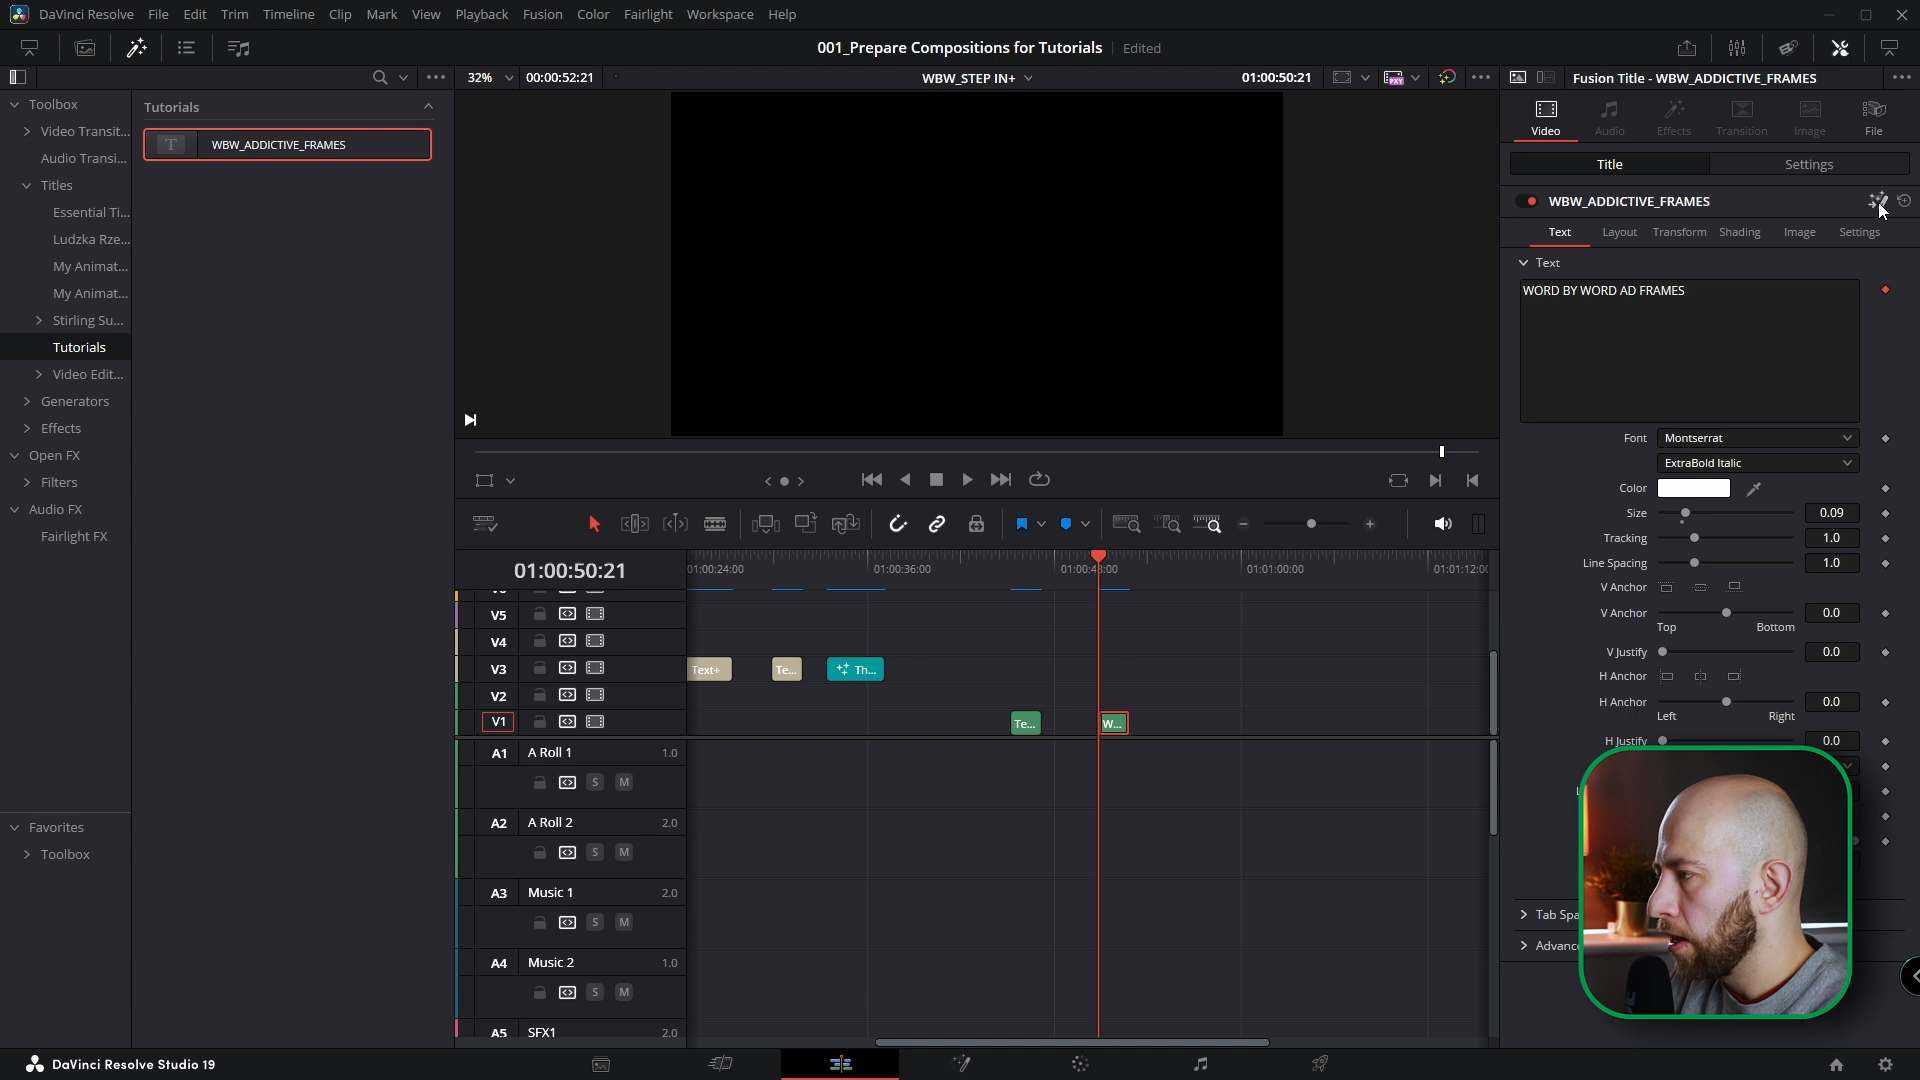 DaVinci Resolve File Edit Trim Timeline Clip Mark View Playback Fusion Color Fairlight Workspace Help
001_Prepare Compositions for Tutorials Edited
32% 00:00:52:21 WBW_STEP IN+ 01:00:50:21 PXY Fusion Title - WBW_ADDICTIVE_FRAMES
Toolbox
Video Transit...
Audio Transi...
Titles
Essential Ti...
Ludzka Rze...
My Animat...
My Animat...
Stirling Su...
Tutorials
Video Edit...
Generators
Effects
Open FX
Filters
Audio FX
Fairlight FX
Favorites
Toolbox
Tutorials
T WBW_ADDICTIVE_FRAMES
Video Audio Effects Transition Image File
Title Settings
WBW_ADDICTIVE_FRAMES
Text Layout Transform Shading Image Settings
Text
WORD BY WORD AD FRAMES
Font Montserrat
ExtraBold Italic
Color
Size 0.09
Tracking 1.0
Line Spacing 1.0
V Anchor
V Anchor 0.0
Top Bottom
V Justify 0.0
H Anchor
H Anchor 0.0
Left Right
H Justify 0.0
Tab Spa
Advanc
01:00:50:21
01:00:24:00 01:00:36:00 01:00:48:00 01:01:00:00 01:01:12:00
V5
V4
V3 Text+ Te... Th...
V2
V1 Te... W...
A1 A Roll 1 1.0
S M
A2 A Roll 2 2.0
S M
A3 Music 1 2.0
S M
A4 Music 2 1.0
S M
A5 SFX1 2.0
DaVinci Resolve Studio 19